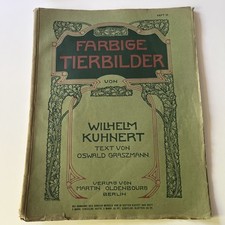 FARBIGE
TIERBILDER
VON
WILHELM
KUHNERT
TEXT VON
OSWALD GRASZMANN
VERLAG VON
MARTIN OLDENBOURG
BERLIN